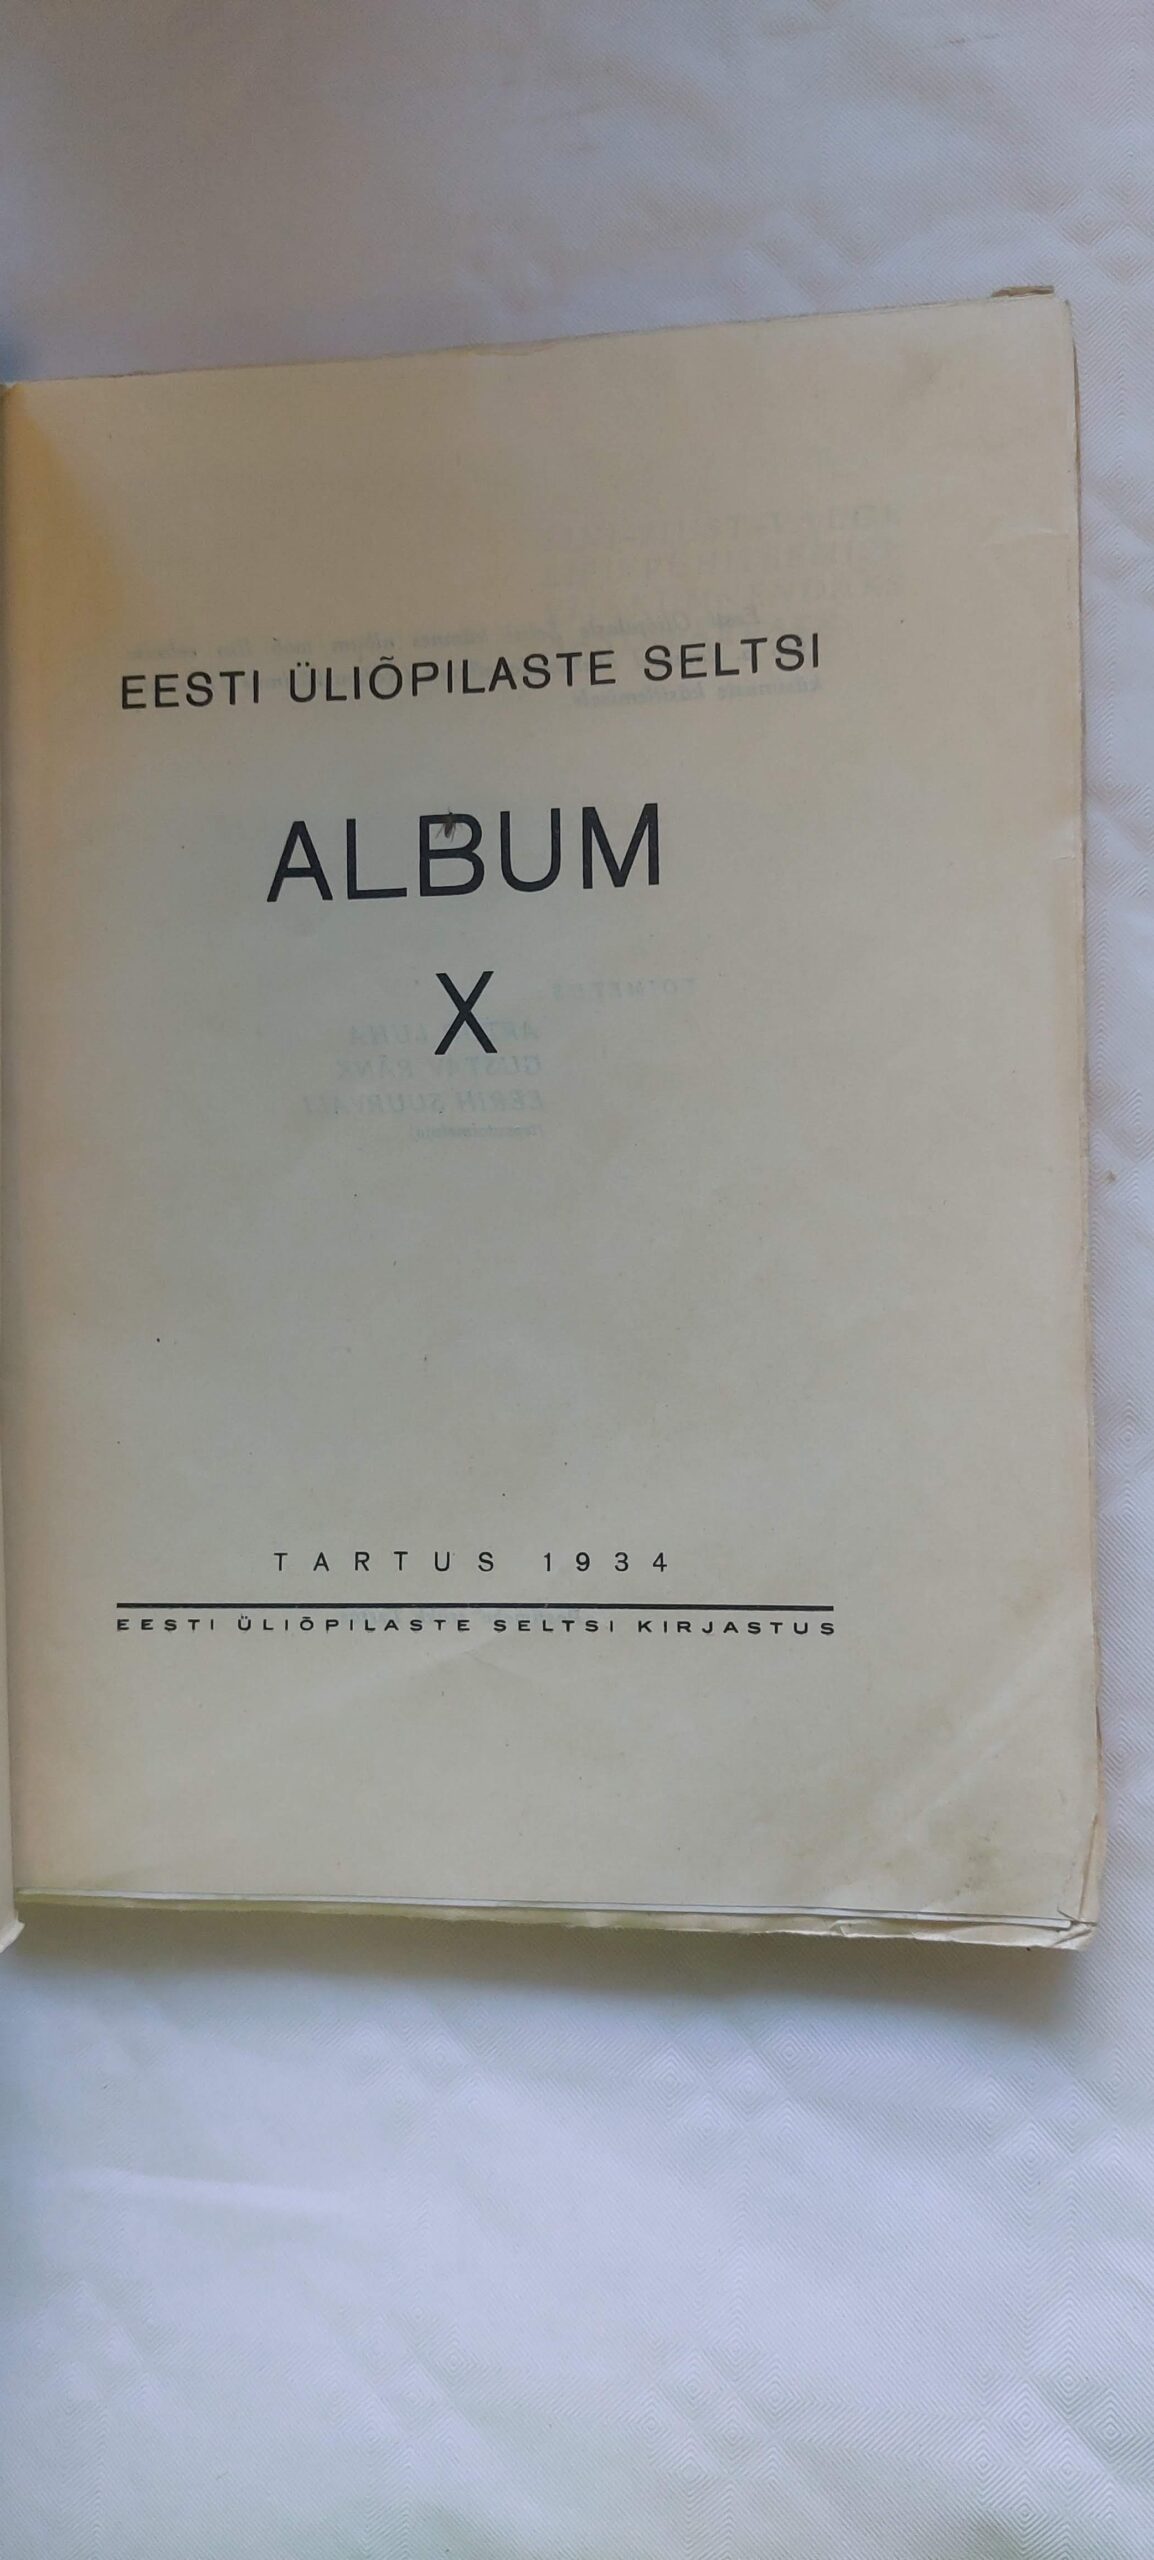 EESTI ÜLIÕPILASTE SELTSI
ALBUM
X
TARTUS 1934
EESTI ÜLIÕPILASTE SELTSI KIRJASTUS